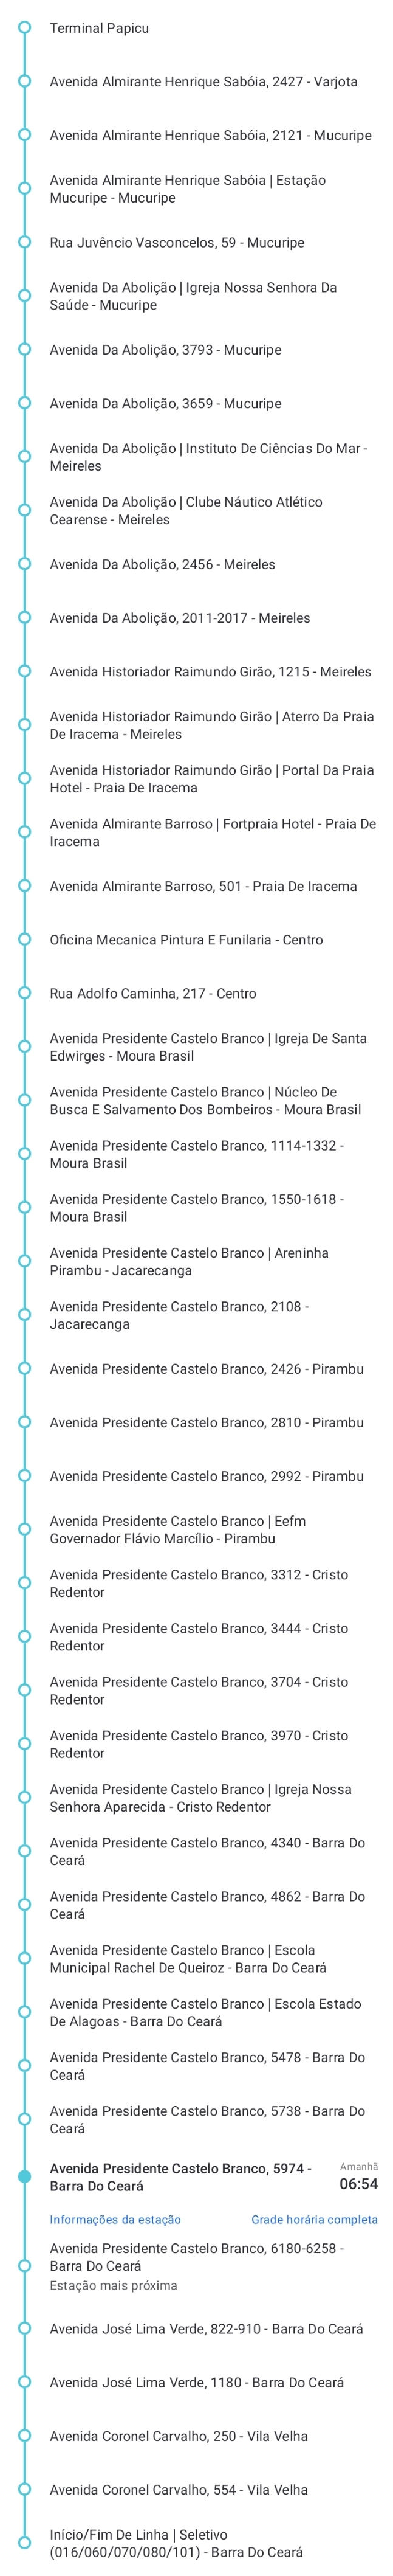 Terminal Papicu
Avenida Almirante Henrique Sabóia, 2427 - Varjota
Avenida Almirante Henrique Sabóia, 2121 - Mucuripe
Avenida Almirante Henrique Sabóia | Estação
Mucuripe - Mucuripe
Rua Juvêncio Vasconcelos, 59 - Mucuripe
Avenida Da Abolição | Igreja Nossa Senhora Da
Saúde - Mucuripe
Avenida Da Abolição, 3793 - Mucuripe
Avenida Da Abolição, 3659 - Mucuripe
Avenida Da Abolição | Instituto De Ciências Do Mar -
Meireles
Avenida Da Abolição | Clube Náutico Atlético
Cearense - Meireles
Avenida Da Abolição, 2456 - Meireles
Avenida Da Abolição, 2011-2017 - Meireles
Avenida Historiador Raimundo Girão, 1215 - Meireles
Avenida Historiador Raimundo Girão | Aterro Da Praia
De Iracema - Meireles
Avenida Historiador Raimundo Girão | Portal Da Praia
Hotel - Praia De Iracema
Avenida Almirante Barroso | Fortpraia Hotel - Praia De
Iracema
Avenida Almirante Barroso, 501 - Praia De Iracema
Oficina Mecanica Pintura E Funilaria - Centro
Rua Adolfo Caminha, 217 - Centro
Avenida Presidente Castelo Branco | Igreja De Santa
Edwirges - Moura Brasil
Avenida Presidente Castelo Branco | Núcleo De
Busca E Salvamento Dos Bombeiros - Moura Brasil
Avenida Presidente Castelo Branco, 1114-1332 -
Moura Brasil
Avenida Presidente Castelo Branco, 1550-1618 -
Moura Brasil
Avenida Presidente Castelo Branco | Areninha
Pirambu - Jacarecanga
Avenida Presidente Castelo Branco, 2108 -
Jacarecanga
Avenida Presidente Castelo Branco, 2426 - Pirambu
Avenida Presidente Castelo Branco, 2810 - Pirambu
Avenida Presidente Castelo Branco, 2992 - Pirambu
Avenida Presidente Castelo Branco | Eefm
Governador Flávio Marcílio - Pirambu
Avenida Presidente Castelo Branco, 3312 - Cristo
Redentor
Avenida Presidente Castelo Branco, 3444 - Cristo
Redentor
Avenida Presidente Castelo Branco, 3704 - Cristo
Redentor
Avenida Presidente Castelo Branco, 3970 - Cristo
Redentor
Avenida Presidente Castelo Branco | Igreja Nossa
Senhora Aparecida - Cristo Redentor
Avenida Presidente Castelo Branco, 4340 - Barra Do
Ceará
Avenida Presidente Castelo Branco, 4862 - Barra Do
Ceará
Avenida Presidente Castelo Branco | Escola
Municipal Rachel De Queiroz - Barra Do Ceará
Avenida Presidente Castelo Branco | Escola Estado
De Alagoas - Barra Do Ceará
Avenida Presidente Castelo Branco, 5478 - Barra Do
Ceará
Avenida Presidente Castelo Branco, 5738 - Barra Do
Ceará
Avenida Presidente Castelo Branco, 5974 -
Barra Do Ceará
Amanhã
06:54
Informações da estação
Grade horária completa
Avenida Presidente Castelo Branco, 6180-6258 -
Barra Do Ceará
Estação mais próxima
Avenida José Lima Verde, 822-910 - Barra Do Ceará
Avenida José Lima Verde, 1180 - Barra Do Ceará
Avenida Coronel Carvalho, 250 - Vila Velha
Avenida Coronel Carvalho, 554 - Vila Velha
Início/Fim De Linha | Seletivo
(016/060/070/080/101) - Barra Do Ceará